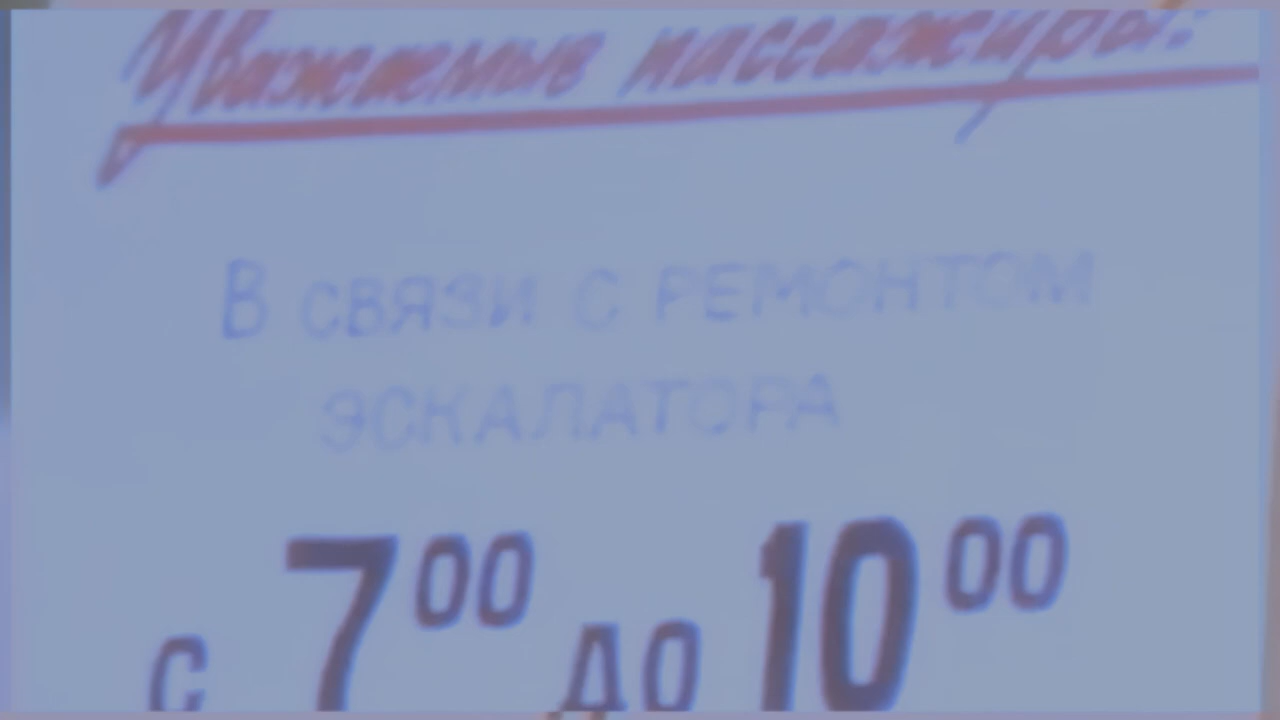 Уважаемые пассажиры!
В СВЯЗИ С РЕМОНТОМ
ЭСКАЛАТОРА
с 7⁰⁰ до 10⁰⁰